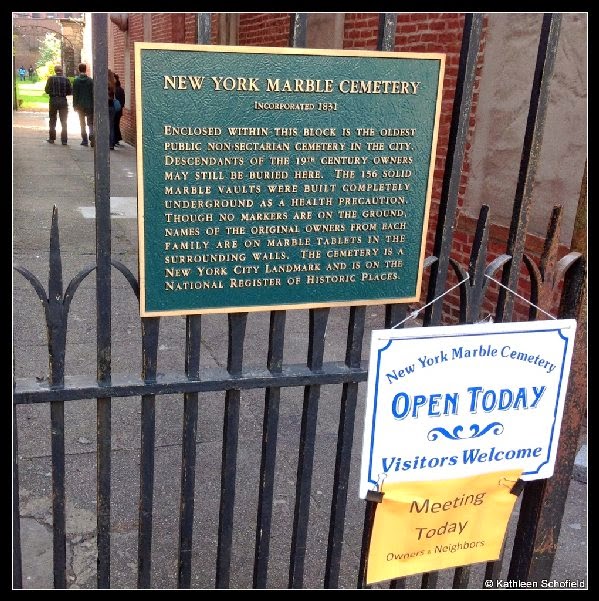 NEW YORK MARBLE CEMETERY
INCORPORATED 1831
ENCLOSED WITHIN THIS BLOCK IS THE OLDEST
PUBLIC NON-SECTARIAN CEMETERY IN THE CITY.
DESCENDANTS OF THE 19TH CENTURY OWNERS
MAY STILL BE BURIED HERE. THE 156 SOLID
MARBLE VAULTS WERE BUILT COMPLETELY
UNDERGROUND AS A HEALTH PRECAUTION.
THOUGH NO MARKERS ARE ON THE GROUND,
NAMES OF THE ORIGINAL OWNERS FROM EACH
FAMILY ARE ON MARBLE TABLETS IN THE
SURROUNDING WALLS. THE CEMETERY IS A
NEW YORK CITY LANDMARK AND IS ON THE
NATIONAL REGISTER OF HISTORIC PLACES.
New York Marble Cemetery
OPEN TODAY
Visitors Welcome
Meeting
Today
Owners & Neighbors
© Kathleen Schofield